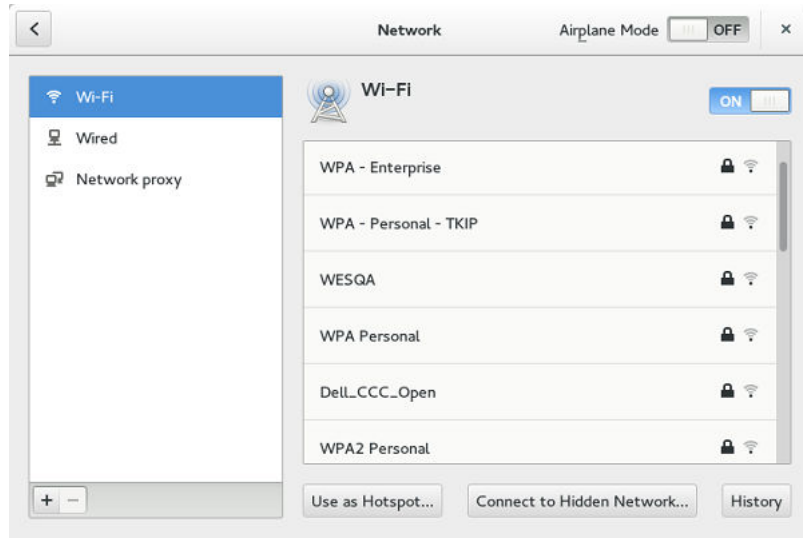 Network
Airplane Mode OFF
Wi-Fi
Wired
Network proxy
Wi-Fi
ON
WPA - Enterprise
WPA - Personal - TKIP
WESQA
WPA Personal
Dell_CCC_Open
WPA2 Personal
Use as Hotspot... Connect to Hidden Network... History